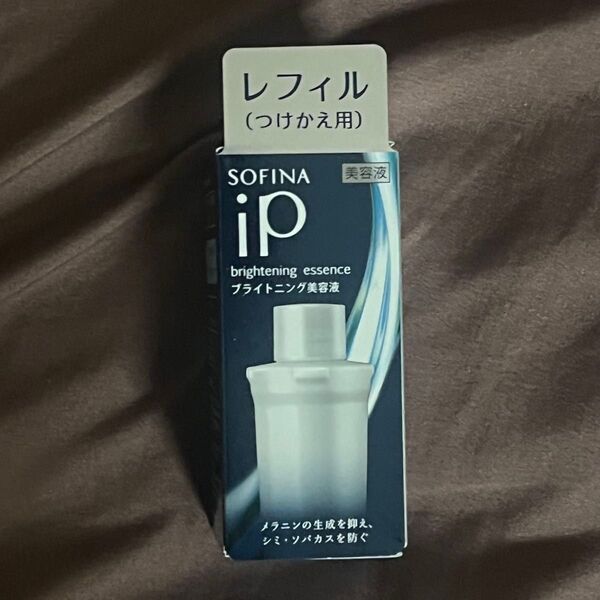 レフィル
(つけかえ用)
SOFINA
美容液
iP
brightening essence
ブライトニング美容液
メラニンの生成を抑え、
シミ・ソバカスを防ぐ